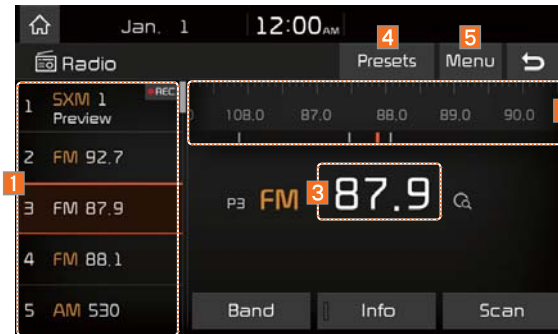 Jan. 1 12:00 AM
4 5
Radio Presets Menu
1 SXM 1 REC
Preview
108.0 87.0 88.0 89.0 90.0
2 FM 92.7
1
3 FM 87.9
P3 FM 3 87.9
4 FM 88.1
5 AM 530
Band Info Scan